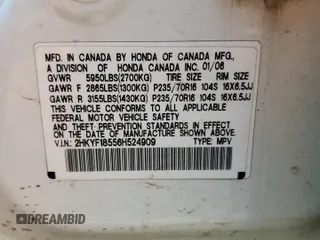 MFD. IN CANADA BY HONDA OF CANADA MFG.,
A DIVISION OF HONDA CANADA INC. 01/06
GVWR 5950LBS(2700KG) TIRE SIZE RIM SIZE
GAWR F 2865LBS(1300KG) P235/70R16 104S 16X6.5JJ
GAWR R 3155LBS(1430KG) P235/70R16 104S 16X6.5JJ
THIS VEHICLE CONFORMS TO ALL APPLICABLE
FEDERAL MOTOR VEHICLE SAFETY STANDARDS IN EFFECT
ON THE DATE OF MANUFACTURE SHOWN ABOVE.
V.I.N.: 2HKYF18556H524909 TYPE: MPV
DREAMBID